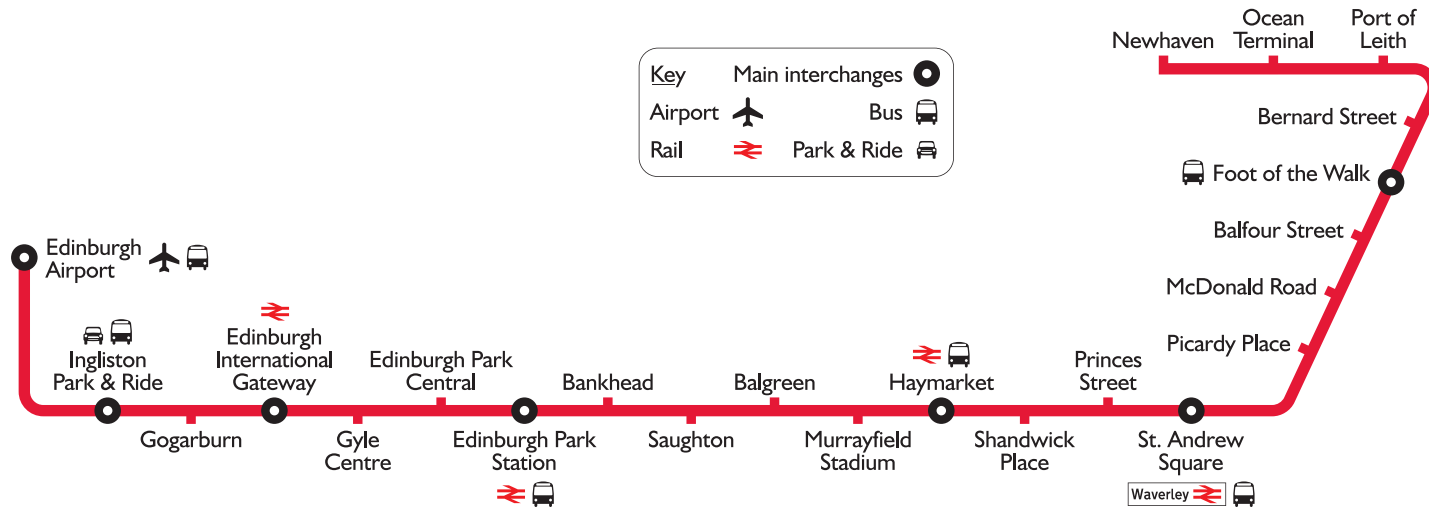 Newhaven
Ocean
Terminal
Port of
Leith
Key
Main interchanges
Airport
Bus
Rail
Park & Ride
Bernard Street
Foot of the Walk
Balfour Street
McDonald Road
Picardy Place
Edinburgh
Airport
Ingliston
Park & Ride
Gogarburn
Edinburgh
International
Gateway
Gyle
Centre
Edinburgh Park
Central
Edinburgh Park
Station
Bankhead
Saughton
Balgreen
Murrayfield
Stadium
Haymarket
Shandwick
Place
Princes
Street
St. Andrew
Square
Waverley